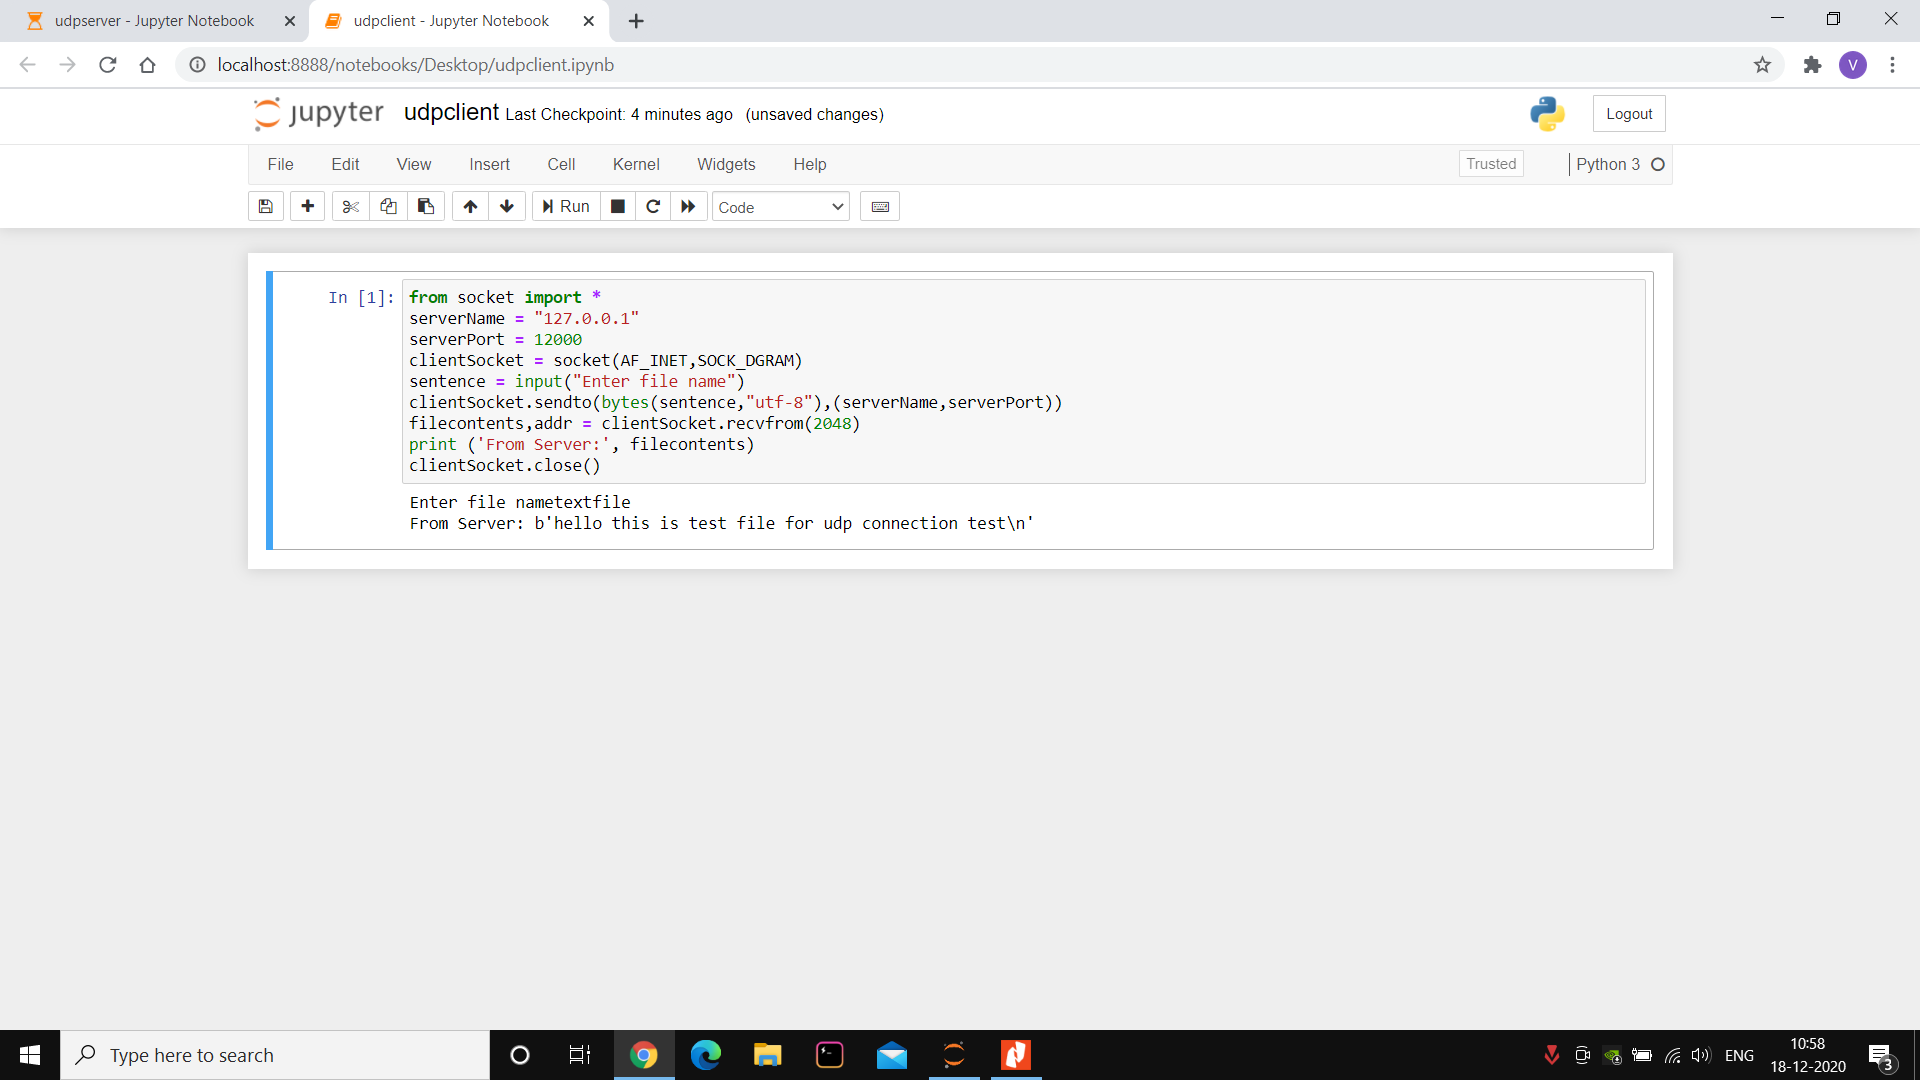 udpserver - Jupyter Notebook
udpclient - Jupyter Notebook
localhost:8888/notebooks/Desktop/udpclient.ipynb
V
jupyter udpclient Last Checkpoint: 4 minutes ago (unsaved changes)
Logout
File Edit View Insert Cell Kernel Widgets Help
Trusted
Python 3
Run
Code
In [1]:
from socket import *
serverName = "127.0.0.1"
serverPort = 12000
clientSocket = socket(AF_INET,SOCK_DGRAM)
sentence = input("Enter file name")
clientSocket.sendto(bytes(sentence,"utf-8"),(serverName,serverPort))
filecontents,addr = clientSocket.recvfrom(2048)
print ('From Server:', filecontents)
clientSocket.close()
Enter file nametextfile
From Server: b'hello this is test file for udp connection test\n'
Type here to search
ENG
10:58
18-12-2020
3